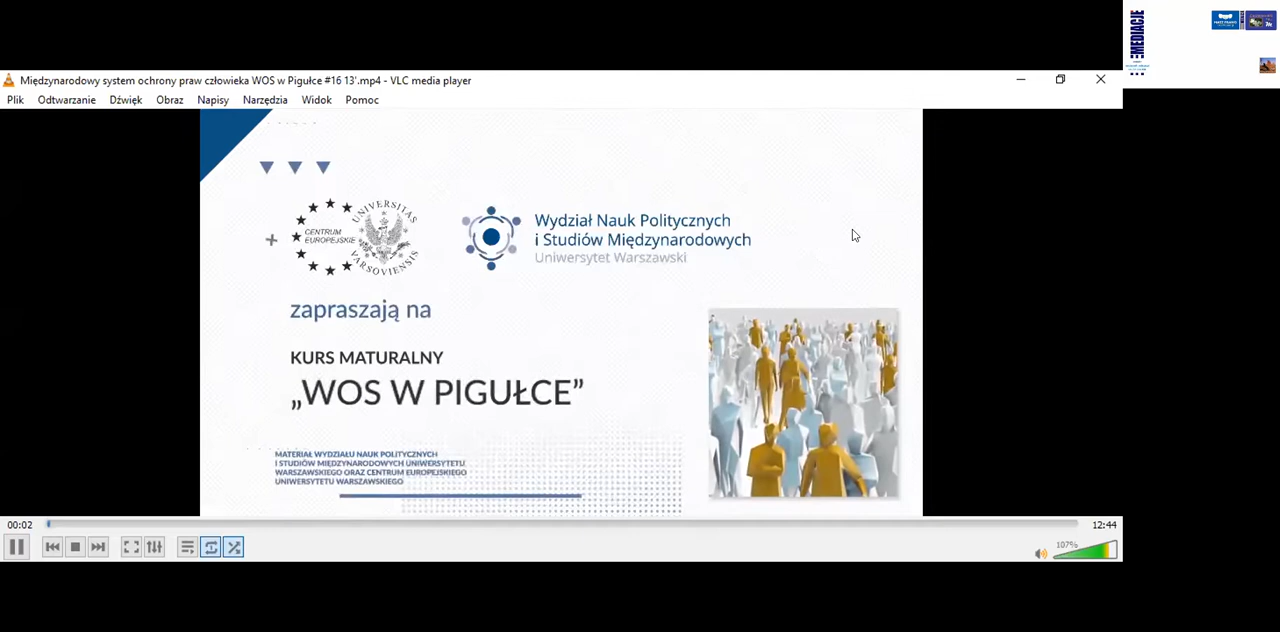 Międzynarodowy system ochrony praw człowieka WOS w Pigułce #16 13'.mp4 - VLC media player
Plik Odtwarzanie Dźwięk Obraz Napisy Narzędzia Widok Pomoc
CENTRUM
EUROPEJSKIE
UNIVERSITAS
VARSOVIENSIS
Wydział Nauk Politycznych
i Studiów Międzynarodowych
Uniwersytet Warszawski
zapraszają na
KURS MATURALNY
„WOS W PIGUŁCE”
MATERIAŁ WYDZIAŁU NAUK POLITYCZNYCH
I STUDIÓW MIĘDZYNARODOWYCH UNIWERSYTETU
WARSZAWSKIEGO ORAZ CENTRUM EUROPEJSKIEGO
UNIWERSYTETU WARSZAWSKIEGO
00:02
12:44
107%
MEDIACJE